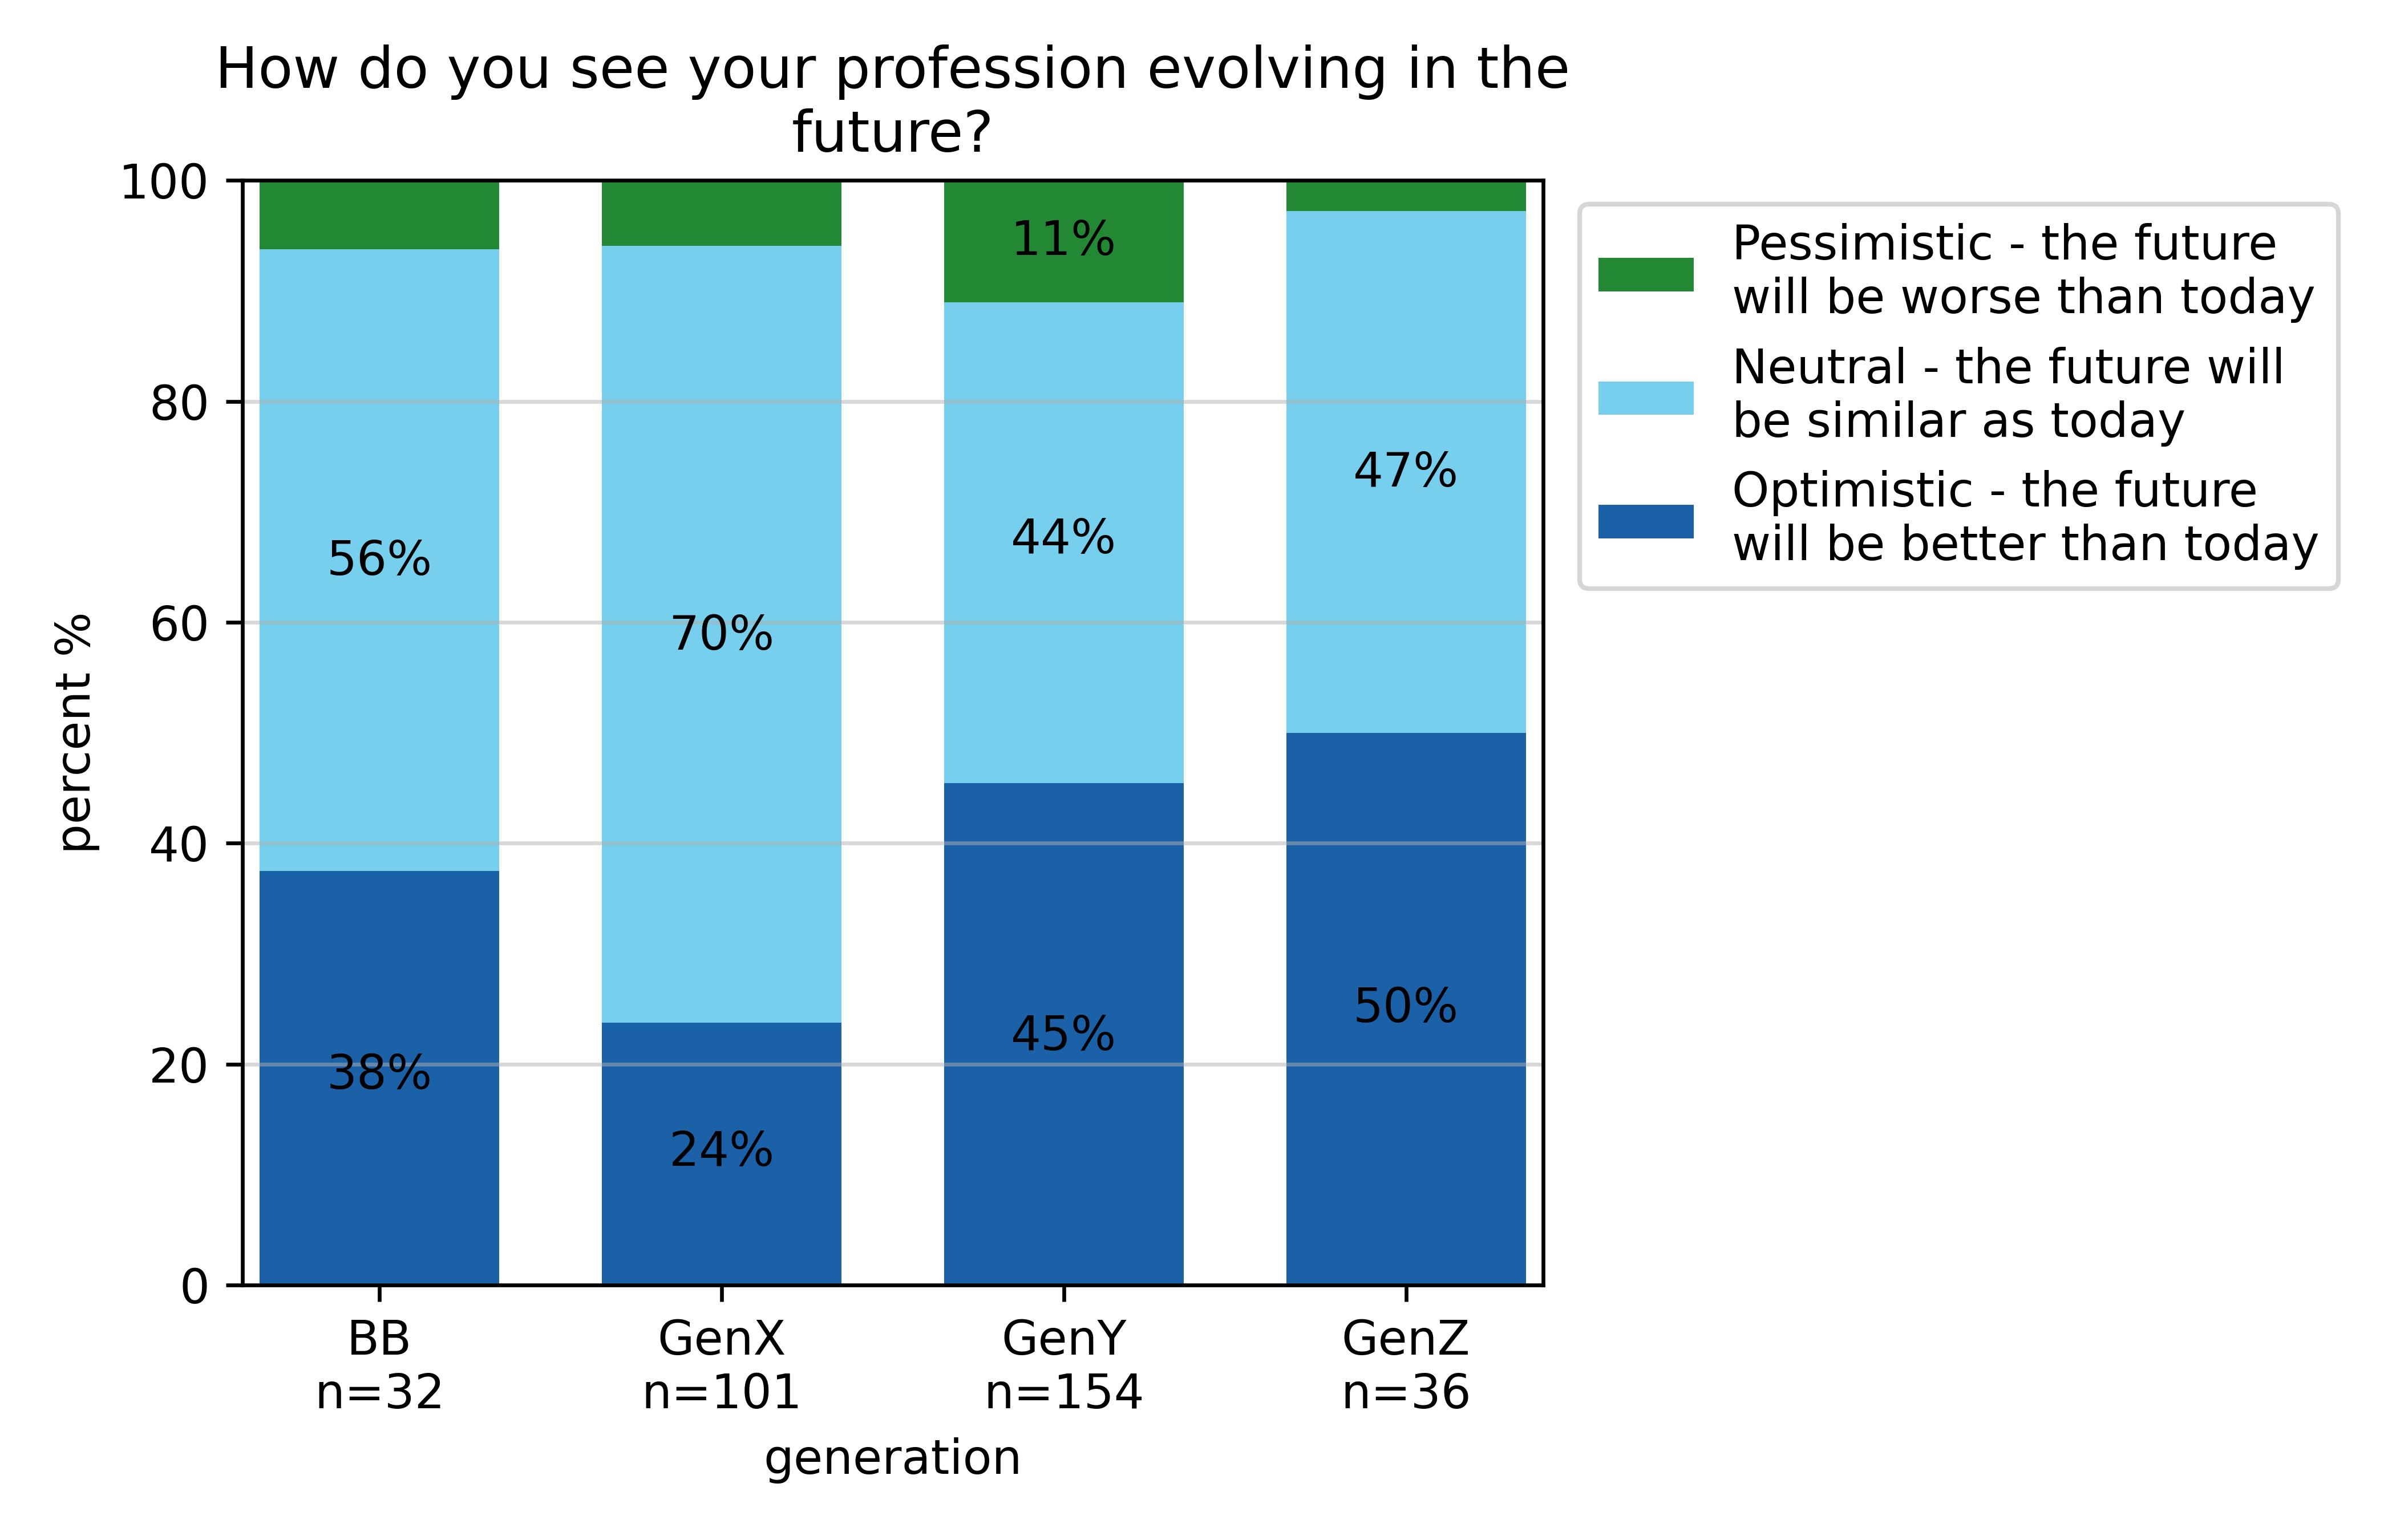 How do you see your profession evolving in the
future?
100
80
60
40
20
0
percent %
11%
56%
70%
44%
47%
38%
24%
45%
50%
BB
n=32
GenX
n=101
GenY
n=154
GenZ
n=36
generation
Pessimistic - the future
will be worse than today
Neutral - the future will
be similar as today
Optimistic - the future
will be better than today